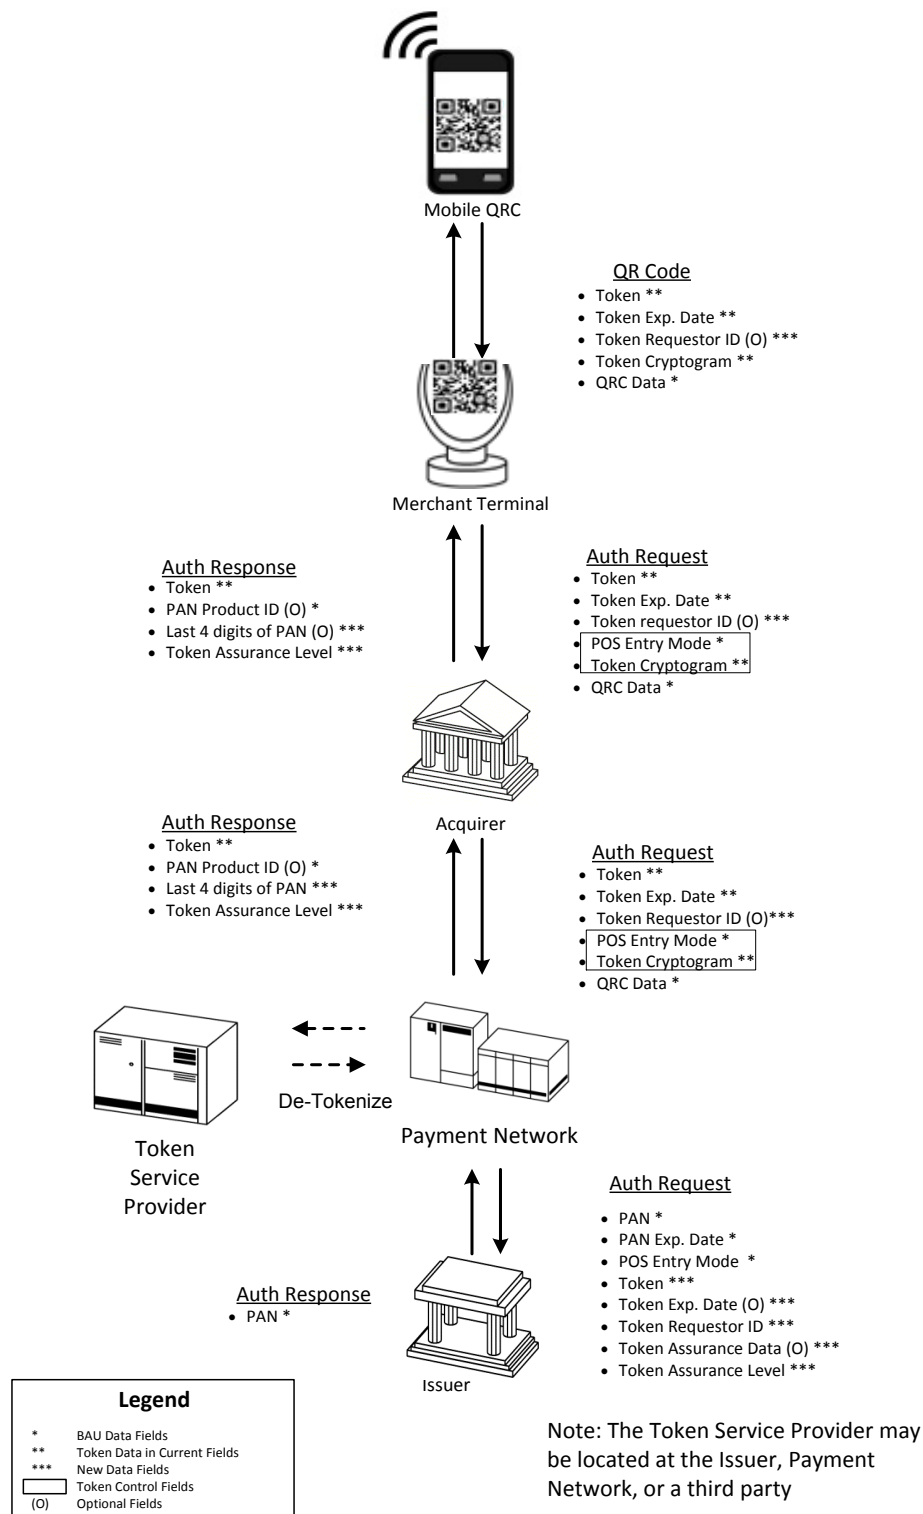 Mobile QRC
QR Code
• Token **
• Token Exp. Date **
• Token Requestor ID (O) ***
• Token Cryptogram **
• QRC Data *
Merchant Terminal
Auth Response
• Token **
• PAN Product ID (O) *
• Last 4 digits of PAN (O) ***
• Token Assurance Level ***
Auth Request
• Token **
• Token Exp. Date **
• Token requestor ID (O) ***
• POS Entry Mode *
• Token Cryptogram **
• QRC Data *
Acquirer
Auth Response
• Token **
• PAN Product ID (O) *
• Last 4 digits of PAN ***
• Token Assurance Level ***
Auth Request
• Token **
• Token Exp. Date **
• Token Requestor ID (O)***
• POS Entry Mode *
• Token Cryptogram **
• QRC Data *
De-Tokenize
Token
Service
Provider
Payment Network
Auth Request
• PAN *
• PAN Exp. Date *
• POS Entry Mode *
• Token ***
• Token Exp. Date (O) ***
• Token Requestor ID ***
• Token Assurance Data (O) ***
• Token Assurance Level ***
Auth Response
• PAN *
Issuer
Legend
* BAU Data Fields
** Token Data in Current Fields
*** New Data Fields
Token Control Fields
(O) Optional Fields
Note: The Token Service Provider may
be located at the Issuer, Payment
Network, or a third party